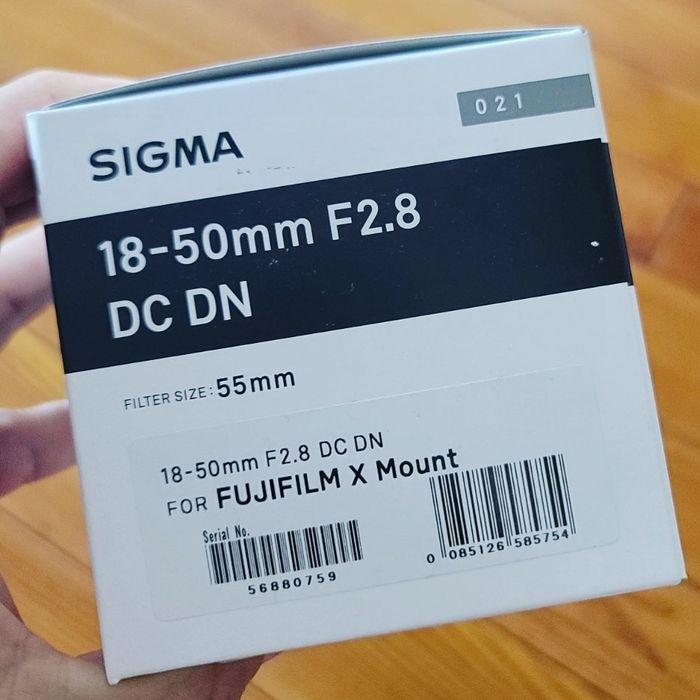 021
SIGMA
18-50mm F2.8
DC DN
FILTER SIZE: 55mm
18-50mm F2.8 DC DN
FOR FUJIFILM X Mount
Serial No.
56880759
0 085126 585754